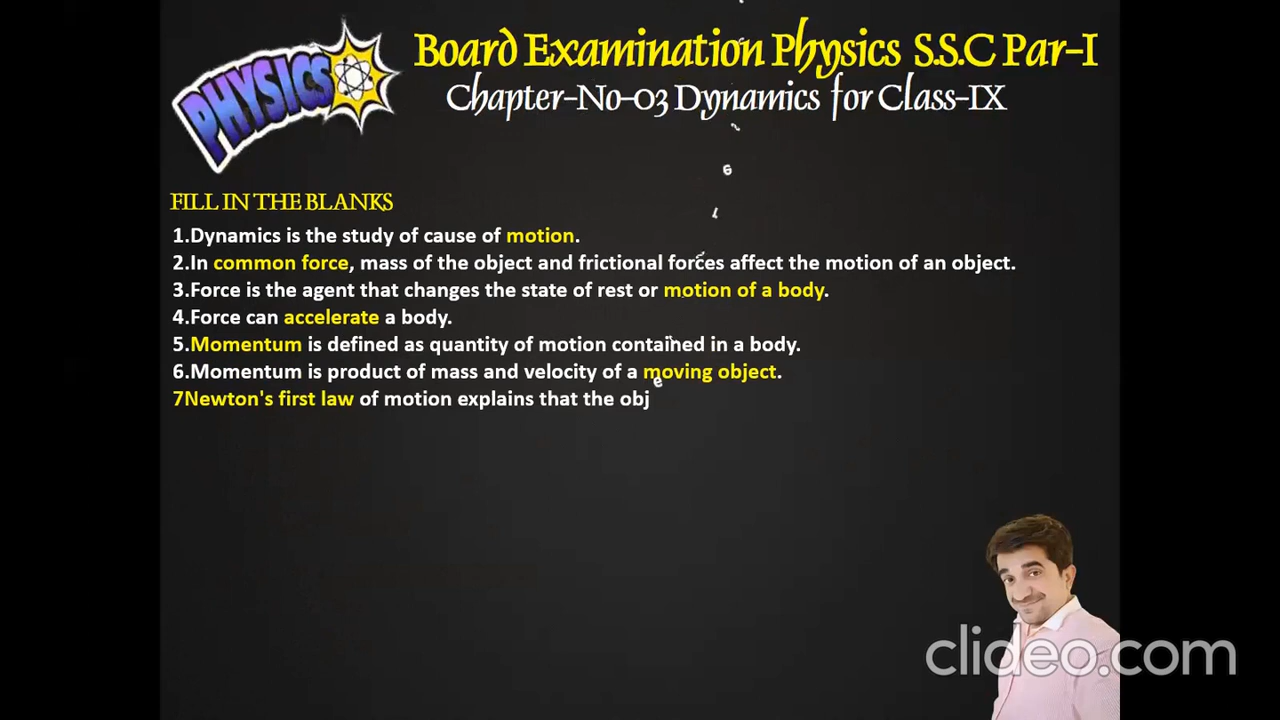 PHYSICS
Board Examination Physics S.S.C Par-I
Chapter-No-03 Dynamics for Class-IX
FILL IN THE BLANKS
1.Dynamics is the study of cause of motion.
2.In common force, mass of the object and frictional forces affect the motion of an object.
3.Force is the agent that changes the state of rest or motion of a body.
4.Force can accelerate a body.
5.Momentum is defined as quantity of motion contained in a body.
6.Momentum is product of mass and velocity of a moving object.
7Newton's first law of motion explains that the obj
clideo.com